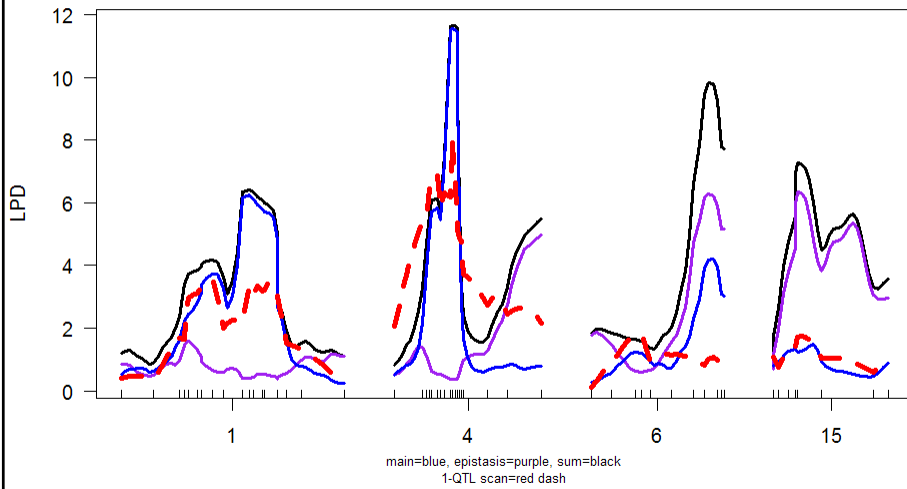 12
10
8
6
4
2
0
LPD
1 4 6 15
main=blue, epistasis=purple, sum=black
1-QTL scan=red dash